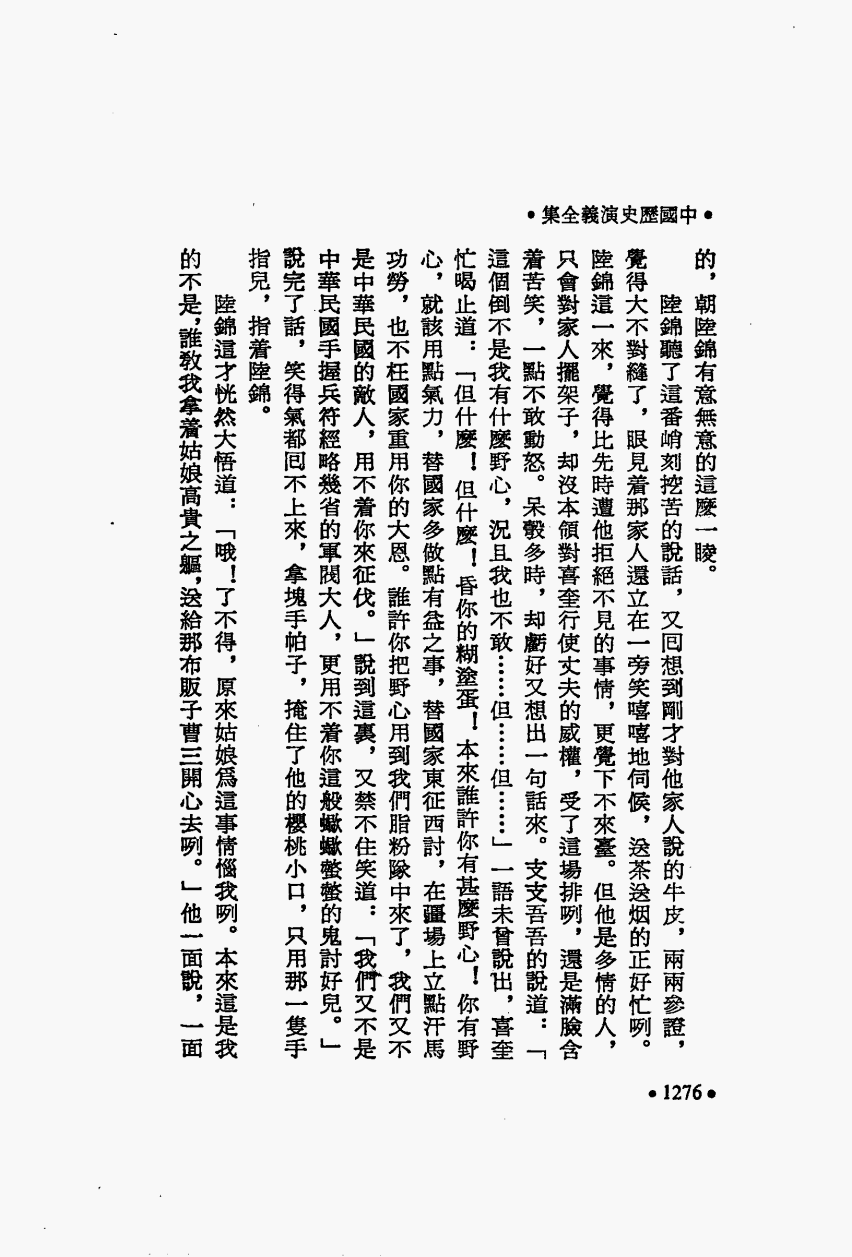 •中國歷史演義全集•
的，朝陸錦有意無意的這麼一睃。
陸錦聽了這番峭刻挖苦的說話，又回想到剛才對他家人說的牛皮，兩兩參證，
覺得大不對縫了，眼見着那家人還立在一旁笑嘻嘻地伺候，送茶送烟的正好忙咧。
陸錦這一來，覺得比先時遭他拒絕不見的事情，更覺下不來臺。但他是多情的人，
只會對家人擺架子，却沒本領對喜奎行使丈夫的威權，受了這場排咧，還是滿臉含
着苦笑，一點不敢動怒。呆彀多時，却虧好又想出一句話來。支支吾吾的說道：「
這個倒不是我有什麼野心，況且我也不敢……但……但……」一語未曾說出，喜奎
忙喝止道：「但什麼！但什麼！昏你的糊塗蛋！本來誰許你有甚麼野心！你有野
心，就該用點氣力，替國家多做點有益之事，替國家東征西討，在疆場上立點汗馬
功勞，也不枉國家重用你的大恩。誰許你把野心用到我們脂粉隊中來了，我們又不
是中華民國的敵人，用不着你來征伐。」說到這裏，又禁不住笑道：「我們又不是
中華民國手握兵符經略幾省的軍閥大人，更用不着你這般蠍蠍螫螫的鬼討好兒。」
說完了話，笑得氣都回不上來，拿塊手帕子，掩住了他的櫻桃小口，只用那一隻手
指兒，指着陸錦。
陸錦這才恍然大悟道：「哦！了不得，原來姑娘爲這事情惱我咧。本來這是我
的不是，誰教我拿着姑娘高貴之軀，送給那布販子曹三開心去咧。」他一面說，一面
•1276•